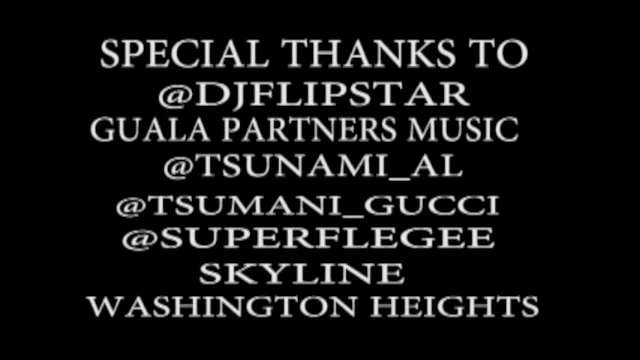 SPECIAL THANKS TO
@DJFLIPSTAR
GUALA PARTNERS MUSIC
@TSUNAMI_AL
@TSUMANI_GUCCI
@SUPERFLEGEE
SKYLINE
WASHINGTON HEIGHTS